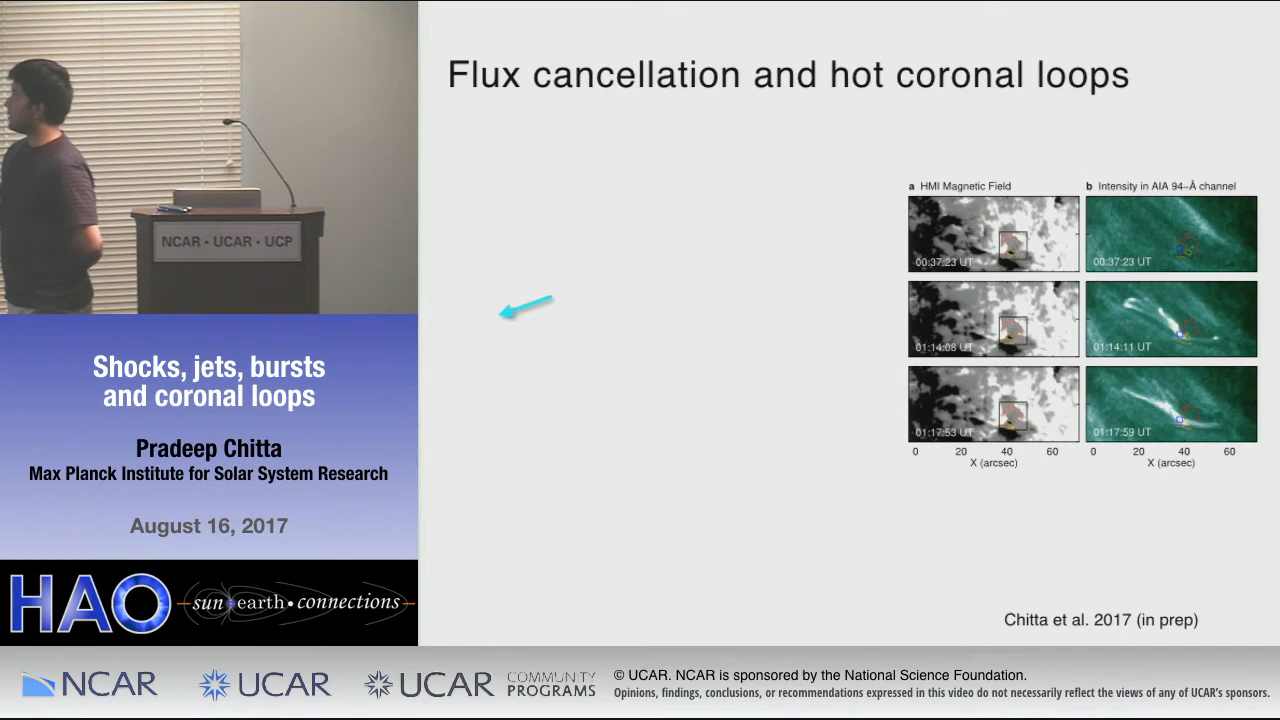 Flux cancellation and hot coronal loops
a HMI Magnetic Field
b Intensity in AIA 94-Å channel
00:37:23 UT
00:37:23 UT
01:14:08 UT
01:14:11 UT
01:17:53 UT
01:17:59 UT
0 20 40 60
X (arcsec)
0 20 40 60
X (arcsec)
Chitta et al. 2017 (in prep)
NCAR • UCAR • UCP
Shocks, jets, bursts
and coronal loops
Pradeep Chitta
Max Planck Institute for Solar System Research
August 16, 2017
HAO
sun earth • connections
NCAR
UCAR
UCAR
COMMUNITY
PROGRAMS
© UCAR. NCAR is sponsored by the National Science Foundation.
Opinions, findings, conclusions, or recommendations expressed in this video do not necessarily reflect the views of any of UCAR's sponsors.